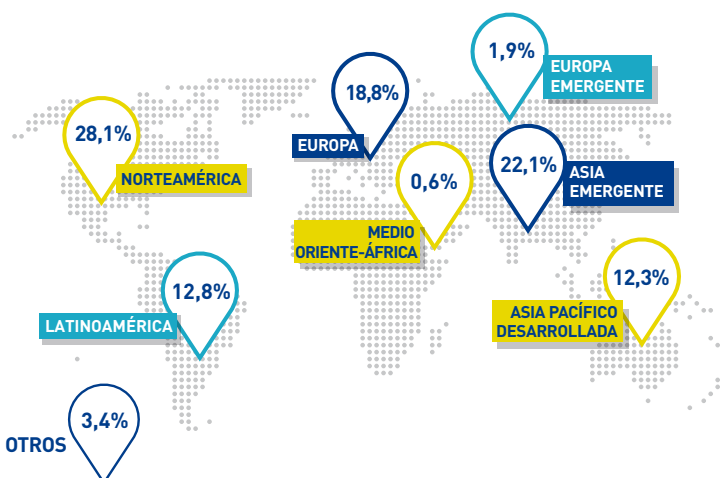 1,9%
EUROPA
EMERGENTE
18,8%
EUROPA
28,1%
NORTEAMÉRICA
0,6%
MEDIO
ORIENTE-ÁFRICA
22,1%
ASIA
EMERGENTE
12,8%
LATINOAMÉRICA
12,3%
ASIA PACÍFICO
DESARROLLADA
3,4%
OTROS